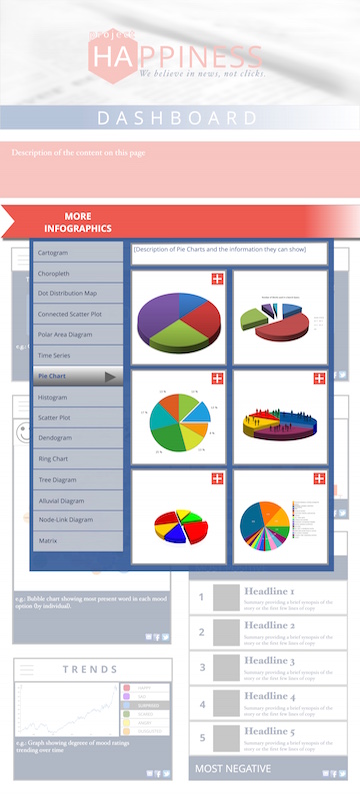 project
HAPPINESS
We believe in news, not clicks.
DASHBOARD
Description of the content on this page
MORE
INFOGRAPHICS
[Description of Pie Charts and the information they can show]
Cartogram
Choropleth
Dot Distribution Map
Connected Scatter Plot
Polar Area Diagram
Time Series
Pie Chart
Histogram
Scatter Plot
Dendogram
Ring Chart
Tree Diagram
Alluvial Diagram
Node-Link Diagram
Matrix
e.g.: Bubble chart showing most present word in each mood
option (by individual).
TRENDS
e.g.: Graph showing degree of mood ratings
trending over time
1
Headline 1
Summary providing a brief synopsis of the
story or the first few lines of copy
2
Headline 2
Summary providing a brief synopsis of the
story or the first few lines of copy
3
Headline 3
Summary providing a brief synopsis of the
story or the first few lines of copy
4
Headline 4
Summary providing a brief synopsis of the
story or the first few lines of copy
5
Headline 5
Summary providing a brief synopsis of the
story or the first few lines of copy
MOST NEGATIVE